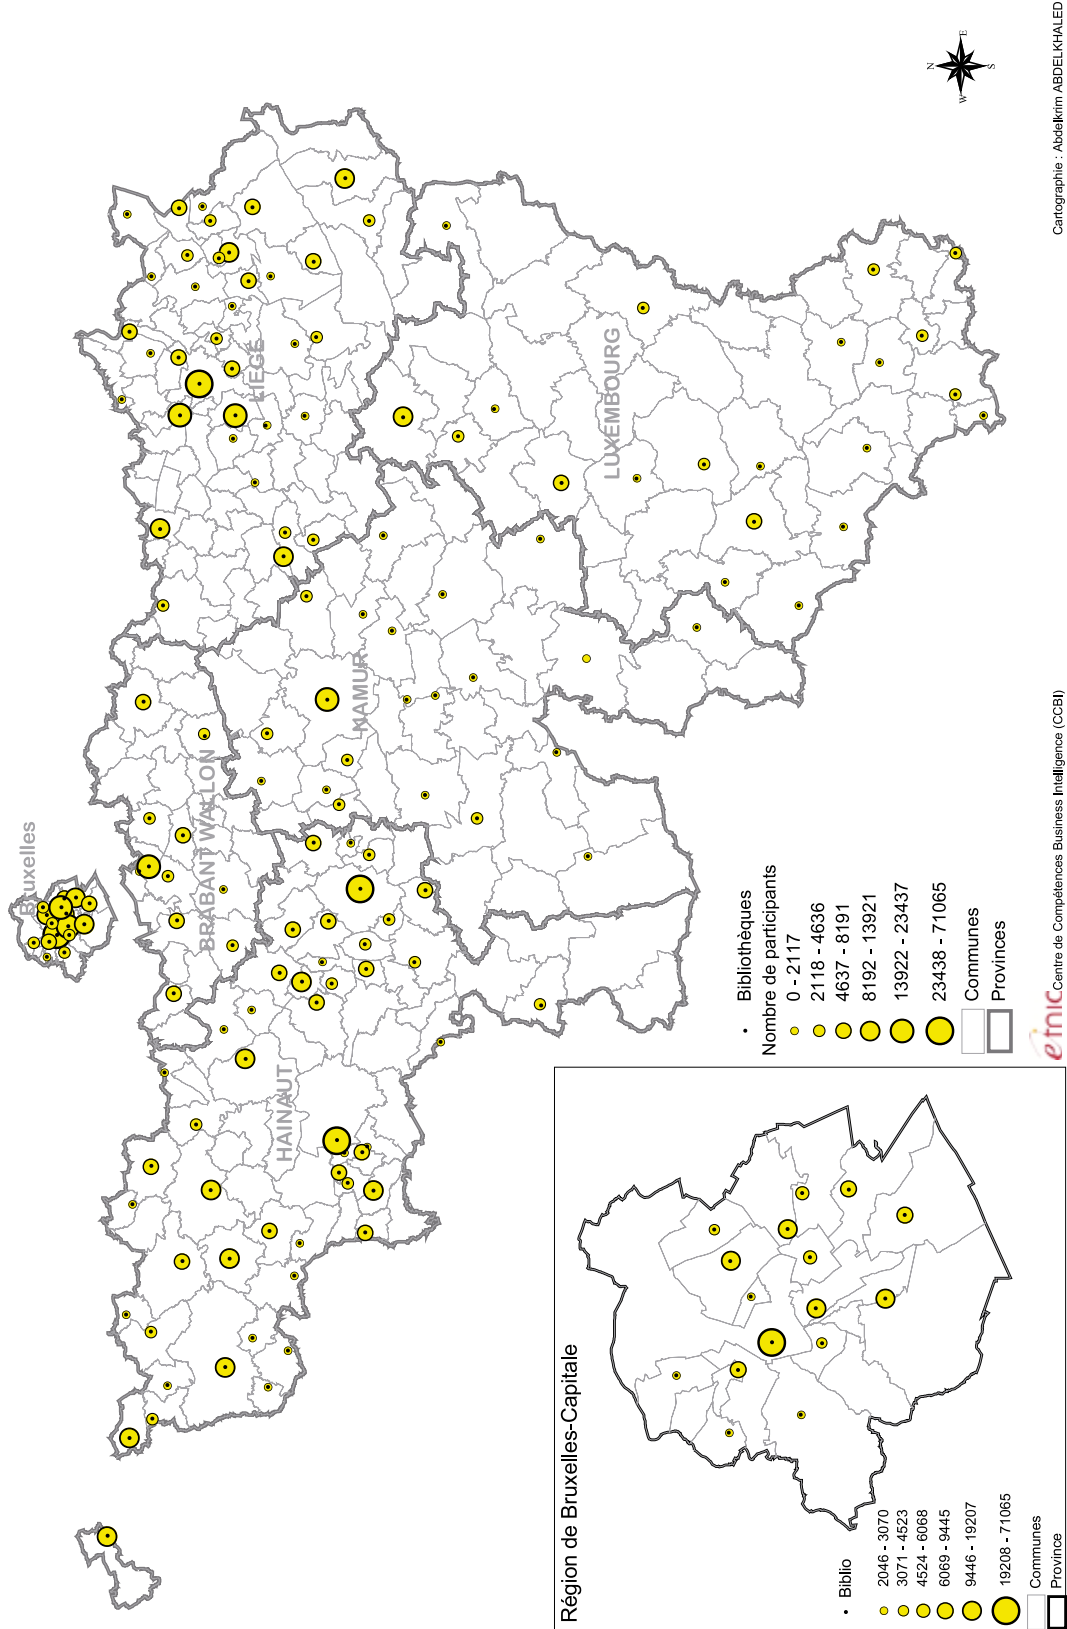 Bruxelles
BRABANT WALLON
LIEGE
HAINAUT
NAMUR
LUXEMBOURG
N
W
E
S
Bibliothèques
Nombre de participants
0 - 2117
2118 - 4636
4637 - 8191
8192 - 13921
13922 - 23437
23438 - 71065
Communes
Provinces
Région de Bruxelles-Capitale
Biblio
2046 - 3070
3071 - 4523
4524 - 6068
6069 - 9445
9446 - 19207
19208 - 71065
Communes
Province
etnic
Centre de Compétences Business Intelligence (CCBI)
Cartographie : Abdelkrim ABDELKHALED